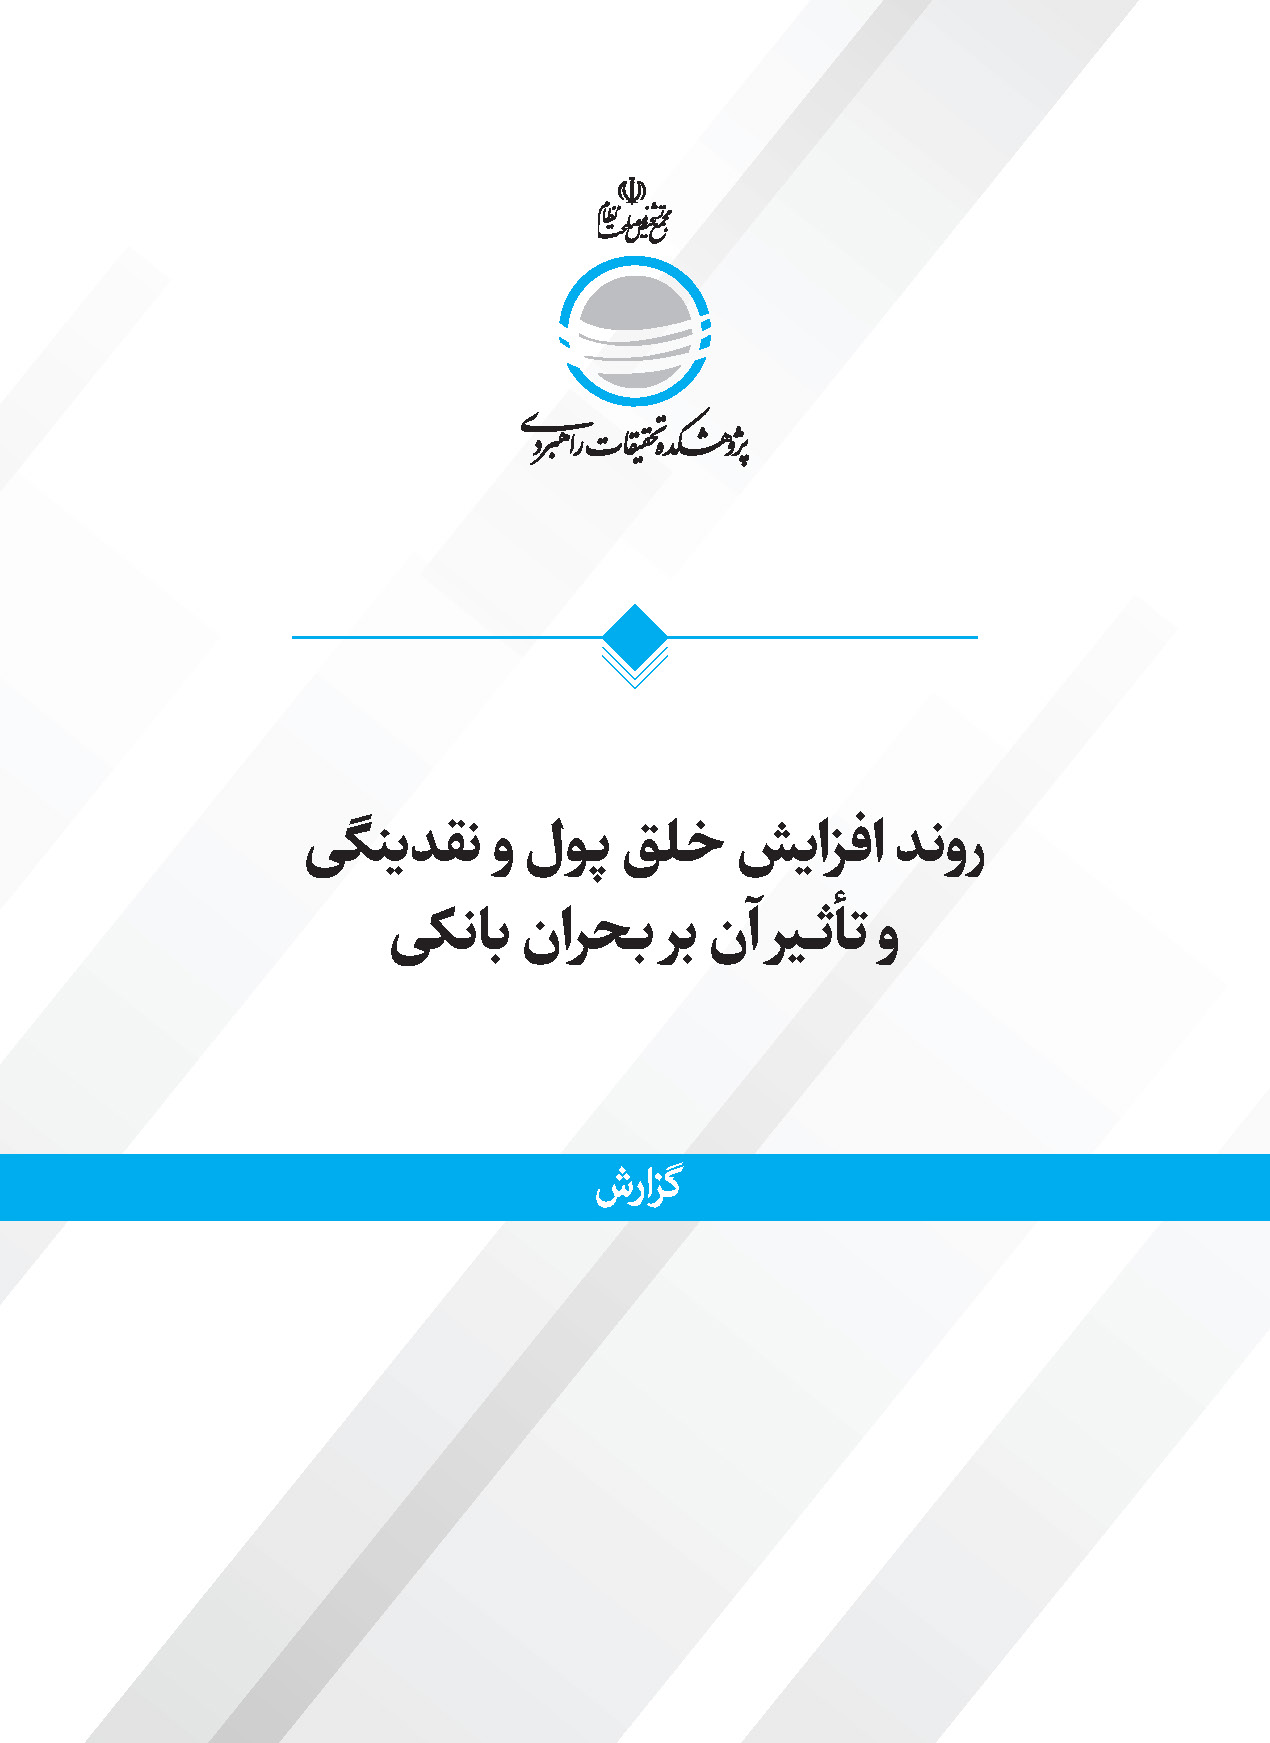 مجمع تشخیص مصلحت نظام
پژوهشکده تحقیقات راهبردی
روند افزایش خلق پول و نقدینگی
و تأثیر آن بر بحران بانکی
گزارش